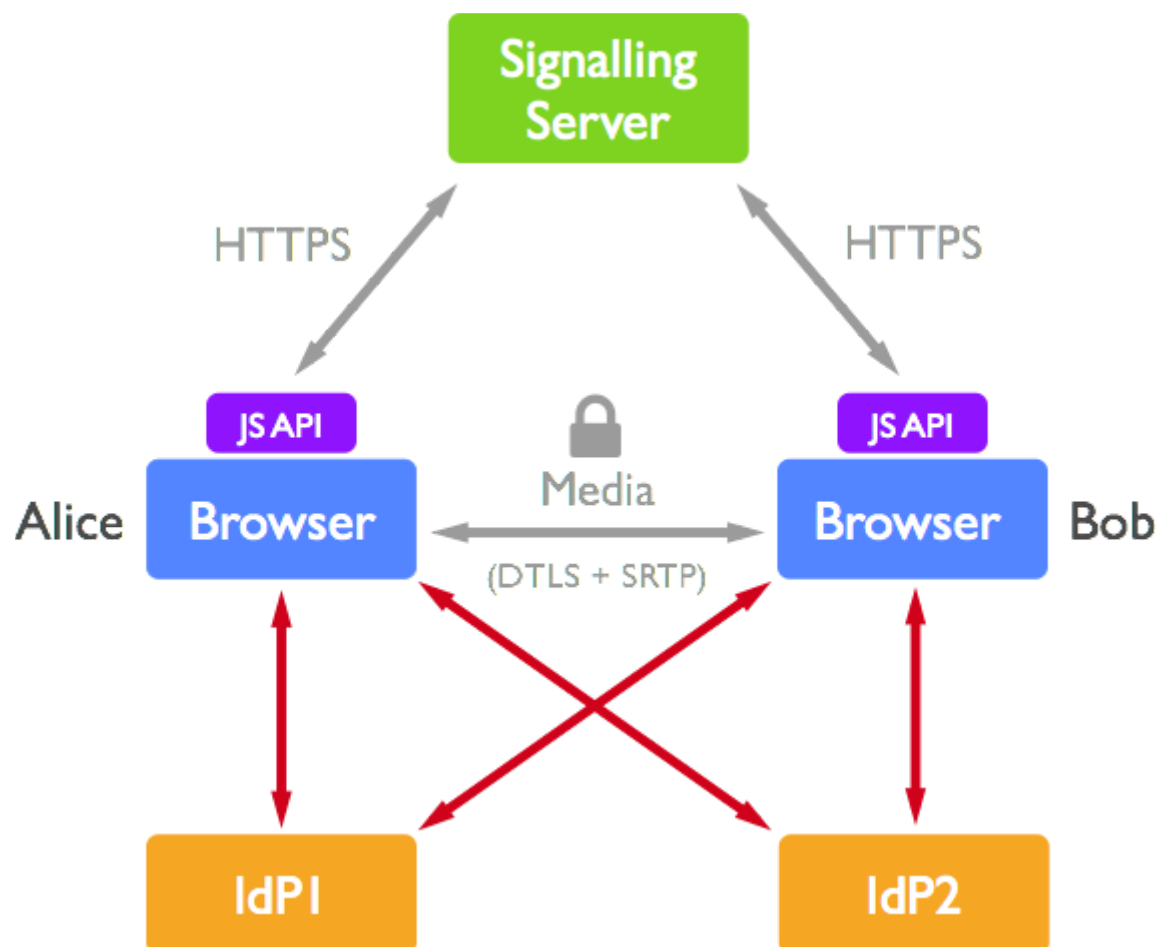 Signalling
Server
HTTPS
HTTPS
JS API
JS API
Media
Alice
Browser
Browser
Bob
(DTLS + SRTP)
IdP1
IdP2